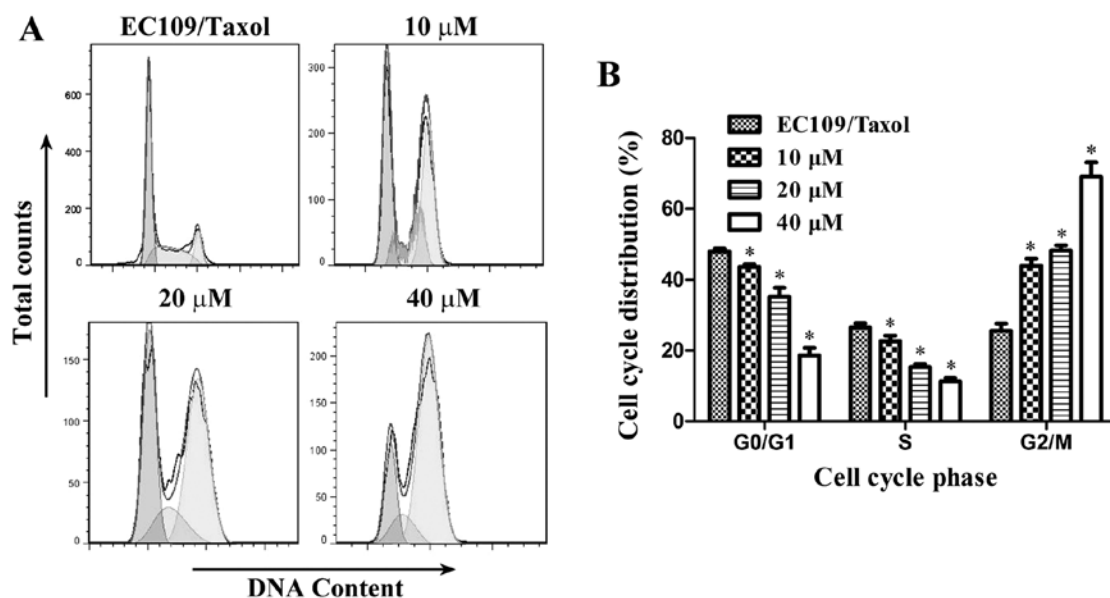 A
EC109/Taxol
10 μM
600
400
200
0
300
200
100
0
20 μM
40 μM
150
100
50
0
200
150
100
50
0
Total counts
DNA Content
B
EC109/Taxol
10 μM
20 μM
40 μM
Cell cycle distribution (%)
80
60
40
20
0
* * *
* * *
* * *
G0/G1 S G2/M
Cell cycle phase